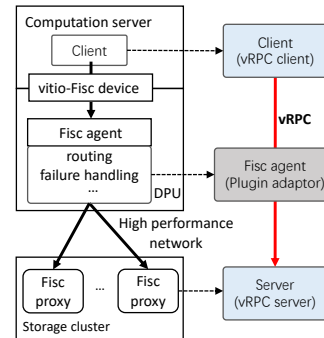 Computation server
Client
vitio-Fisc device
Fisc agent
routing
failure handling
...
DPU
High performance
network
Fisc
proxy
...
Fisc
proxy
Storage cluster
Client
(vRPC client)
vRPC
Fisc agent
(Plugin adaptor)
Server
(vRPC server)